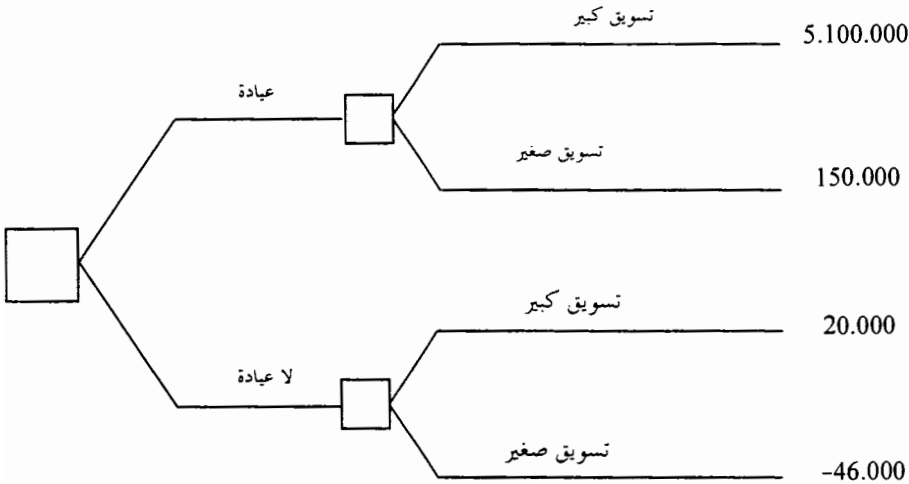 تسويق كبير
5.100.000
عيادة
تسويق صغير
150.000
تسويق كبير
20.000
لا عيادة
تسويق صغير
-46.000